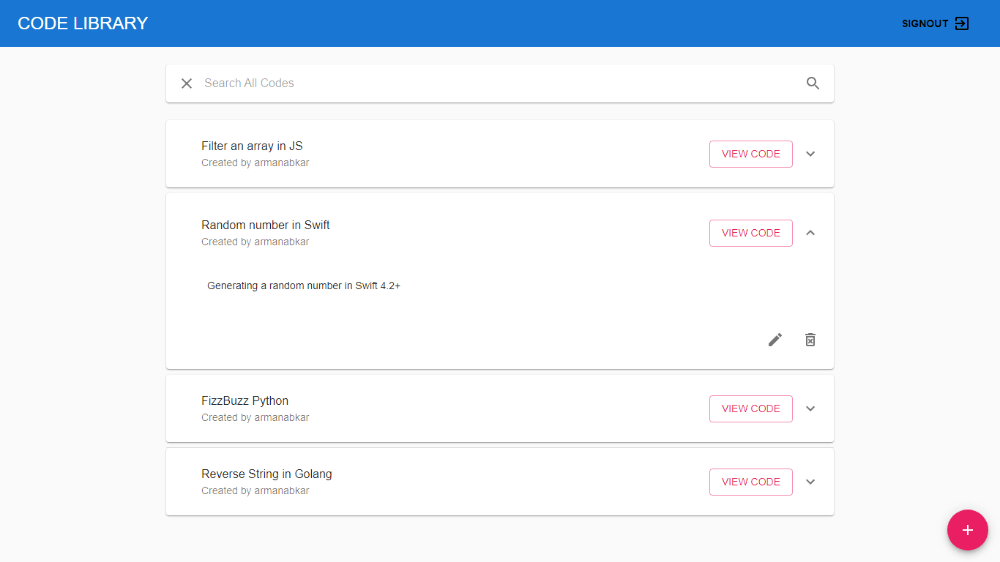 CODE LIBRARY
SIGNOUT
Search All Codes
Filter an array in JS
Created by armanabkar
VIEW CODE
Random number in Swift
Created by armanabkar
VIEW CODE
Generating a random number in Swift 4.2+
FizzBuzz Python
Created by armanabkar
VIEW CODE
Reverse String in Golang
Created by armanabkar
VIEW CODE